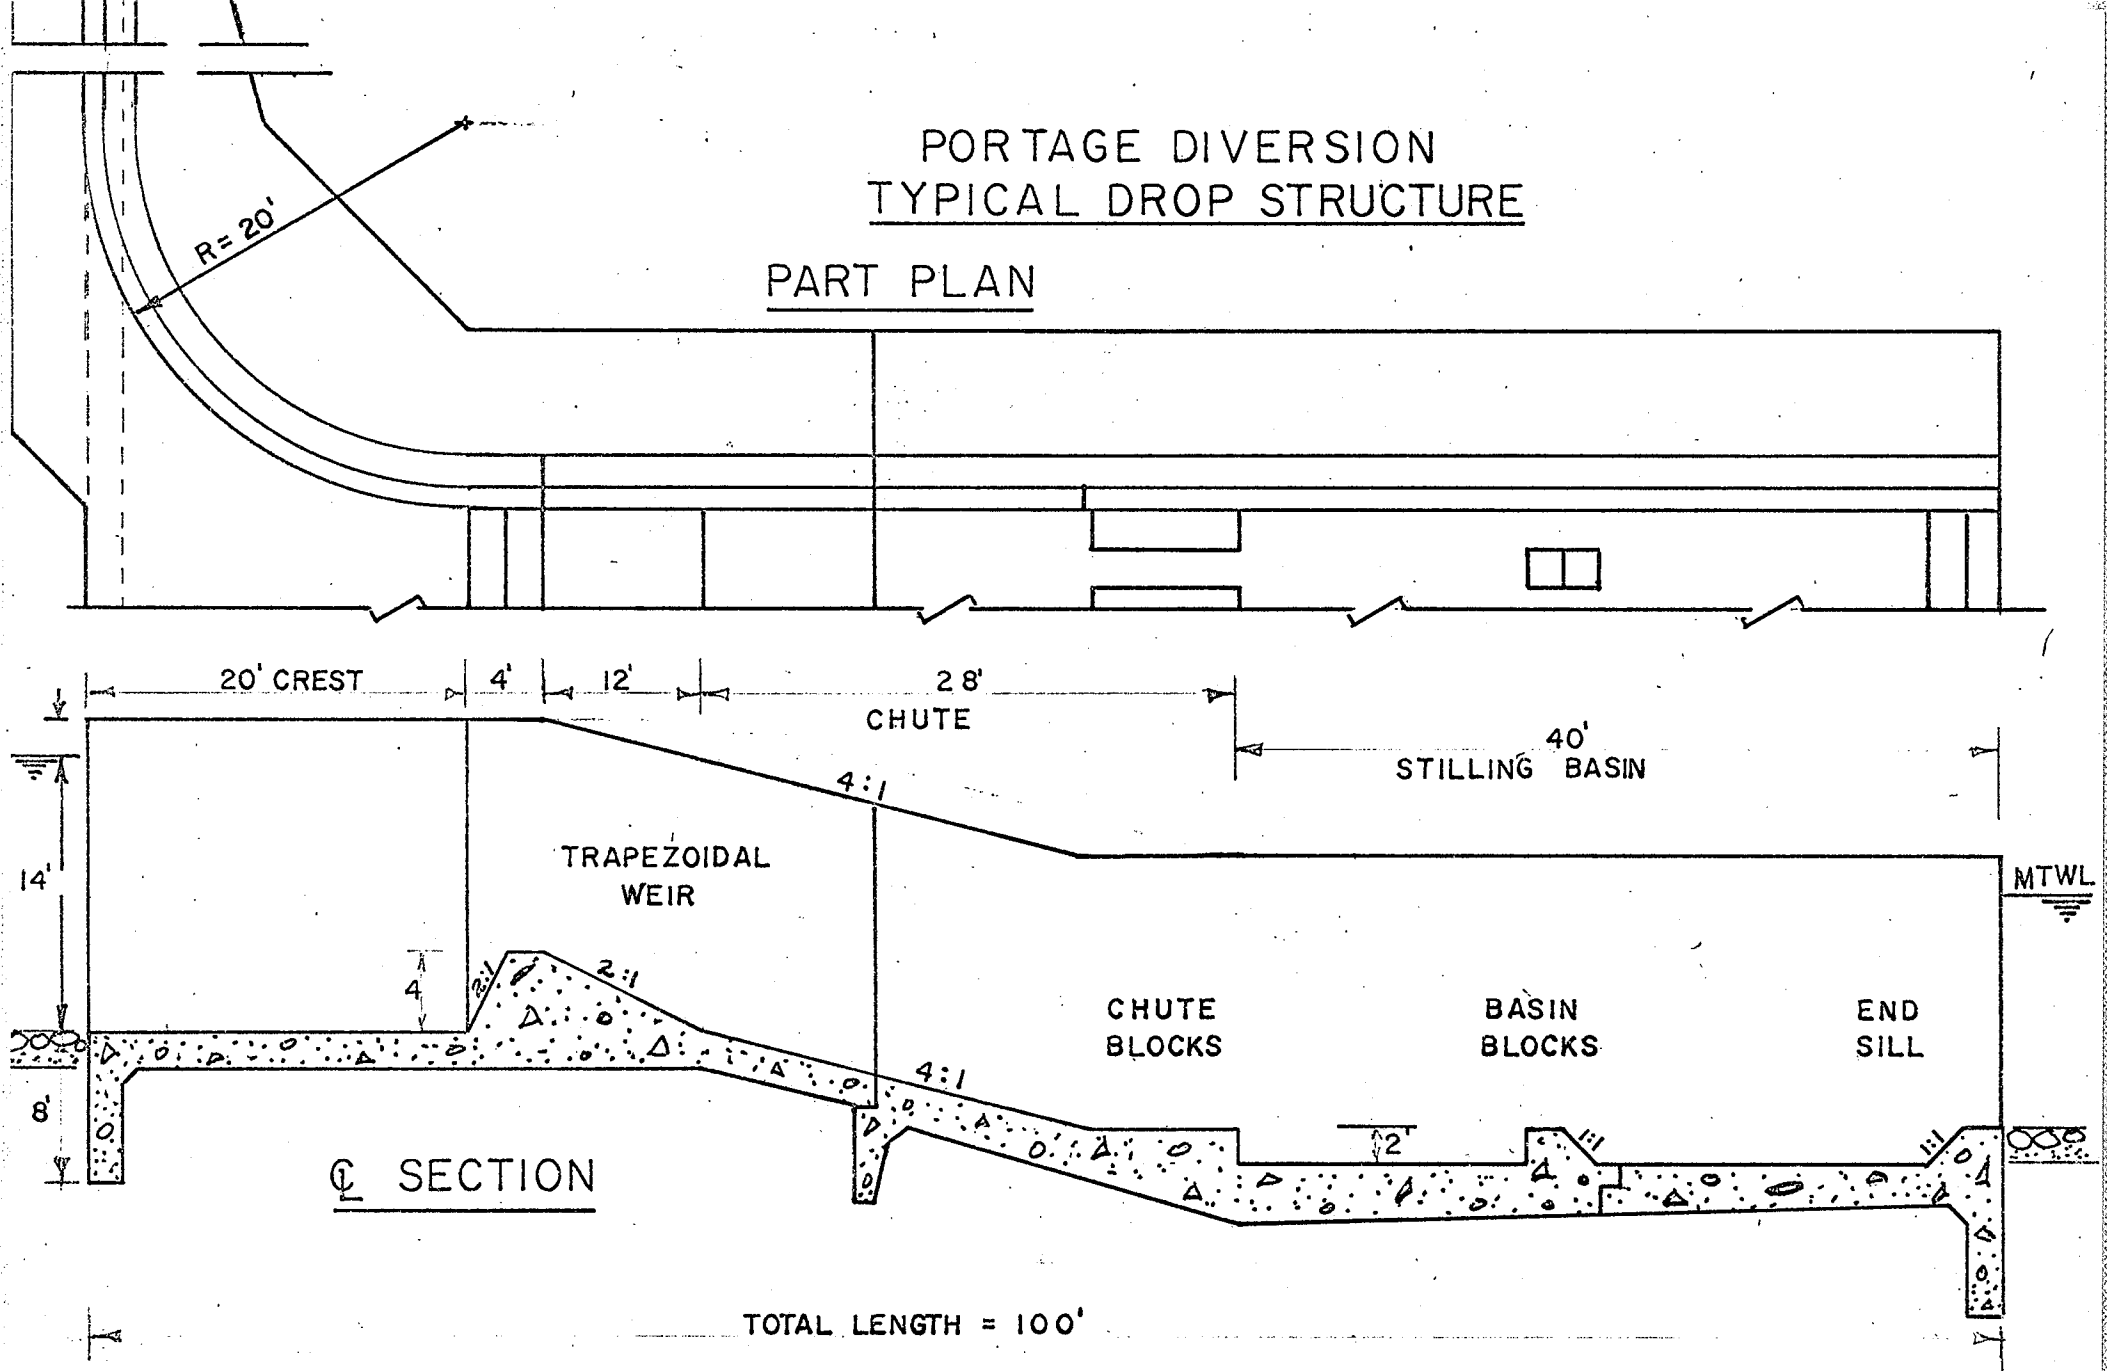 PORTAGE DIVERSION
TYPICAL DROP STRUCTURE
PART PLAN
R = 20'
20' CREST
4'
12'
28'
CHUTE
40'
STILLING BASIN
4:1
MTWL
14'
TRAPEZOIDAL
WEIR
4
2:1
2:1
CHUTE
BLOCKS
BASIN
BLOCKS
END
SILL
4:1
8'
2'
1:1
1:1
℄ SECTION
TOTAL LENGTH = 100'